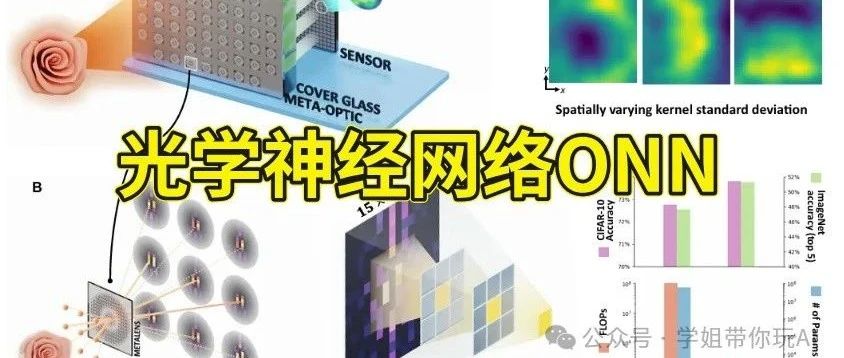 SENSOR
COVER GLASS
META-OPTIC
y
x
Spatially varying kernel standard deviation
光学神经网络ONN
B
METALENS
15 ×
CIFAR-10
Accuracy
73%
72%
71%
70%
52%
50%
48%
46%
44%
42%
40%
ImageNet
accuracy (top 5)
FLOPs
# of Params
公众号 · 学姐带你玩A